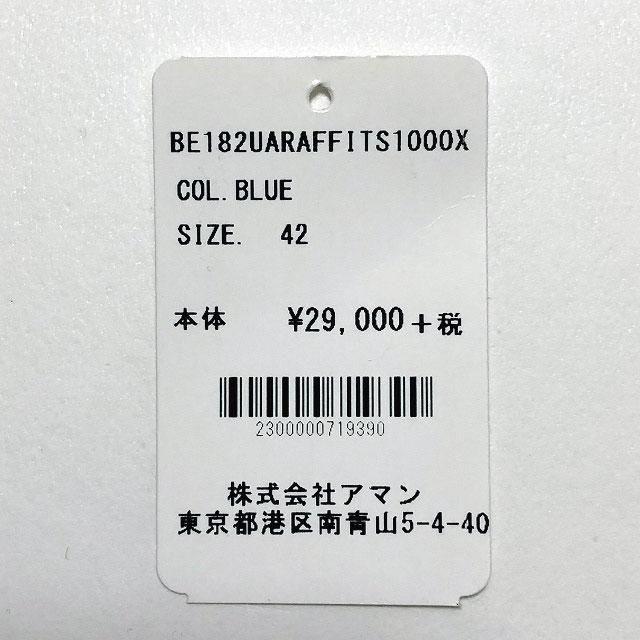 BE182UARAFFITS1000X
COL.BLUE
SIZE. 42
本体 ¥29,000+税
2300000719390
株式会社アマン
東京都港区南青山5-4-40